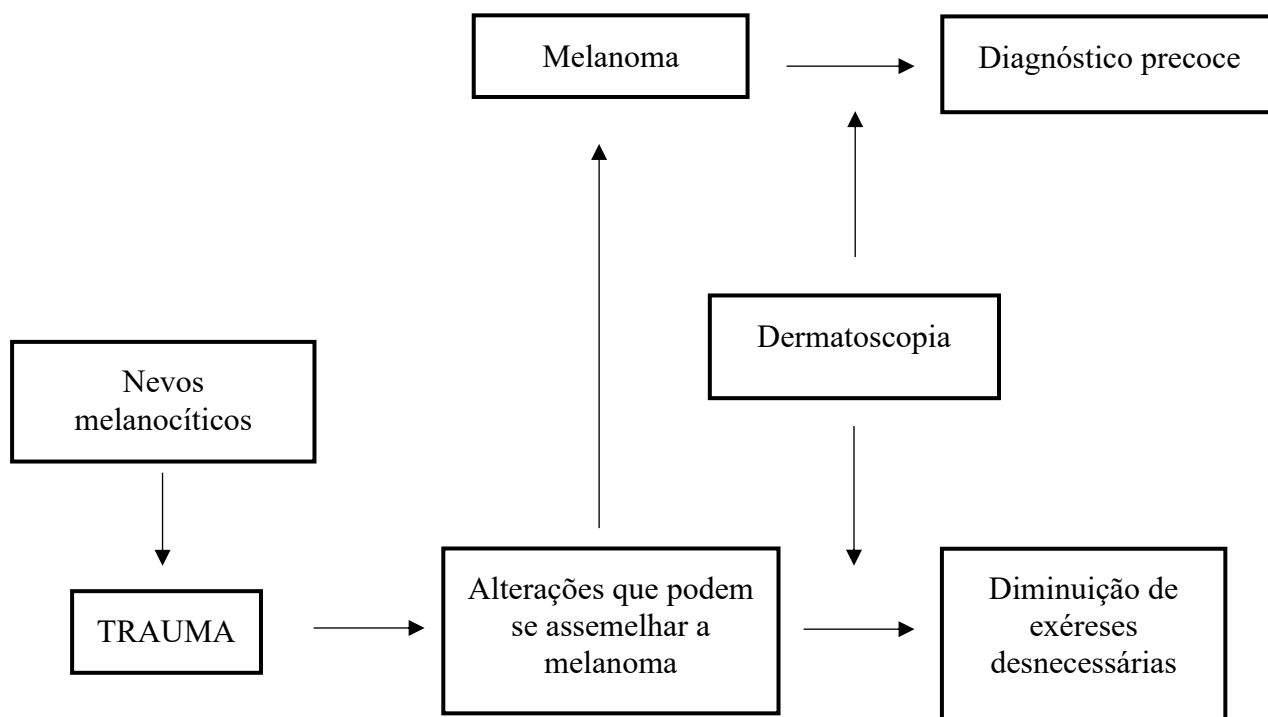 Melanoma
Diagnóstico precoce
Dermatoscopia
Nevos
melanocíticos
TRAUMA
Alterações que podem
se assemelhar a
melanoma
Diminuição de
exéreses
desnecessárias